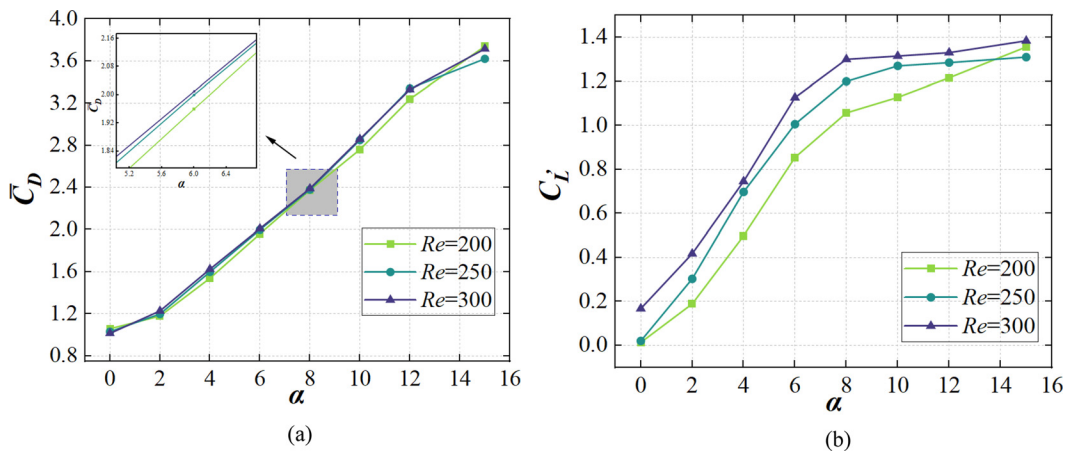 4.0
3.6
3.2
2.8
2.4
2.0
1.6
1.2
0.8
C̅_D
0 2 4 6 8 10 12 14 16
α
2.16
2.08
2.00
1.92
1.84
C̅_D
5.2 5.6 6.0 6.4
α
Re=200
Re=250
Re=300
(a)
1.4
1.2
1.0
0.8
0.6
0.4
0.2
0.0
C_L'
0 2 4 6 8 10 12 14 16
α
Re=200
Re=250
Re=300
(b)